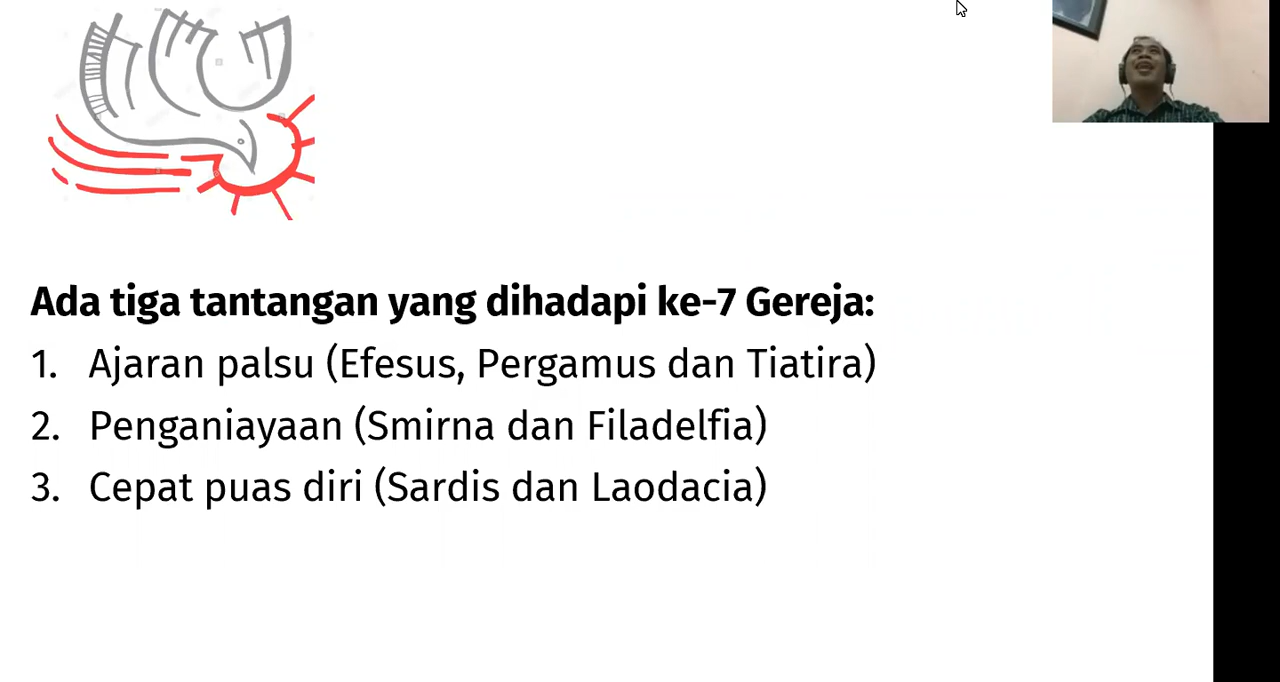 Ada tiga tantangan yang dihadapi ke-7 Gereja:
1. Ajaran palsu (Efesus, Pergamus dan Tiatira)
2. Penganiayaan (Smirna dan Filadelfia)
3. Cepat puas diri (Sardis dan Laodacia)